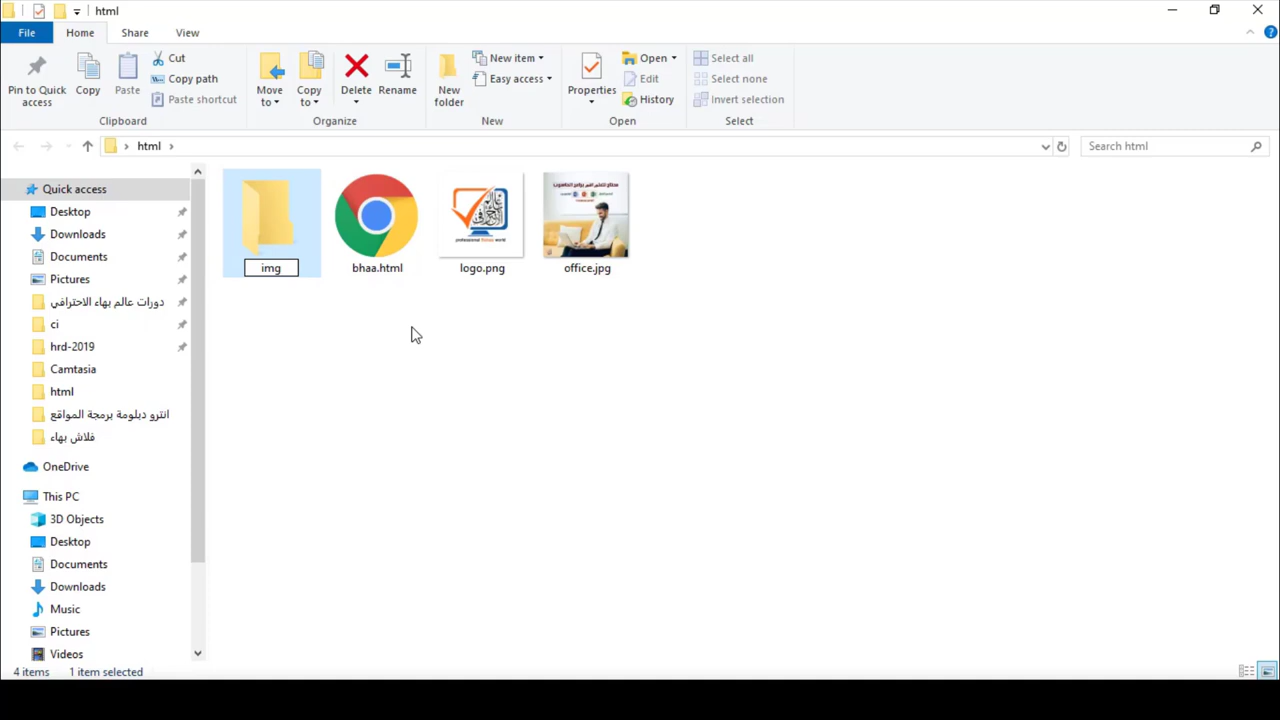 html
File
Home
Share
View
Pin to Quick access
Copy
Paste
Cut
Copy path
Paste shortcut
Clipboard
Move to
Copy to
Delete
Rename
Organize
New folder
New item
Easy access
New
Properties
Open
Edit
History
Open
Select all
Select none
Invert selection
Select
html
Search html
Quick access
Desktop
Downloads
Documents
Pictures
دورات عالم بهاء الاحترافي
ci
hrd-2019
Camtasia
html
انترو دبلومة برمجة المواقع
فلاش بهاء
OneDrive
This PC
3D Objects
Desktop
Documents
Downloads
Music
Pictures
Videos
img
bhaa.html
logo.png
office.jpg
4 items
1 item selected